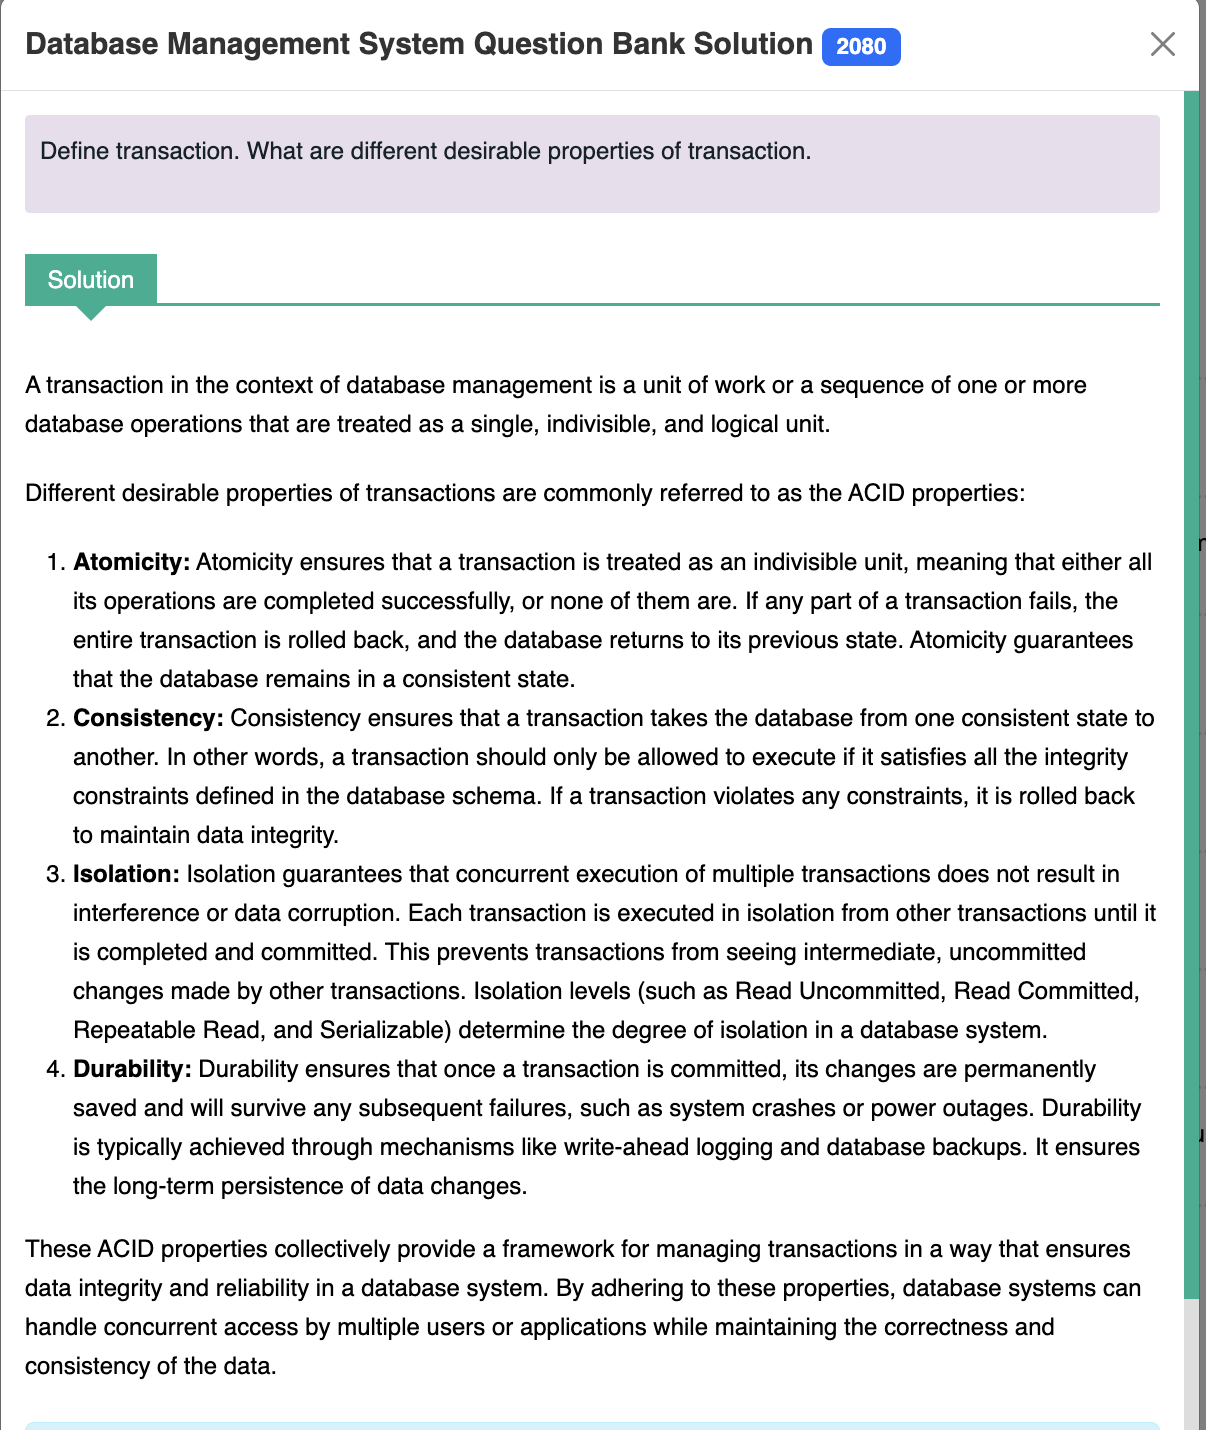 Database Management System Question Bank Solution 2080
Define transaction. What are different desirable properties of transaction.
Solution
A transaction in the context of database management is a unit of work or a sequence of one or more
database operations that are treated as a single, indivisible, and logical unit.
Different desirable properties of transactions are commonly referred to as the ACID properties:
1. Atomicity: Atomicity ensures that a transaction is treated as an indivisible unit, meaning that either all
its operations are completed successfully, or none of them are. If any part of a transaction fails, the
entire transaction is rolled back, and the database returns to its previous state. Atomicity guarantees
that the database remains in a consistent state.
2. Consistency: Consistency ensures that a transaction takes the database from one consistent state to
another. In other words, a transaction should only be allowed to execute if it satisfies all the integrity
constraints defined in the database schema. If a transaction violates any constraints, it is rolled back
to maintain data integrity.
3. Isolation: Isolation guarantees that concurrent execution of multiple transactions does not result in
interference or data corruption. Each transaction is executed in isolation from other transactions until it
is completed and committed. This prevents transactions from seeing intermediate, uncommitted
changes made by other transactions. Isolation levels (such as Read Uncommitted, Read Committed,
Repeatable Read, and Serializable) determine the degree of isolation in a database system.
4. Durability: Durability ensures that once a transaction is committed, its changes are permanently
saved and will survive any subsequent failures, such as system crashes or power outages. Durability
is typically achieved through mechanisms like write-ahead logging and database backups. It ensures
the long-term persistence of data changes.
These ACID properties collectively provide a framework for managing transactions in a way that ensures
data integrity and reliability in a database system. By adhering to these properties, database systems can
handle concurrent access by multiple users or applications while maintaining the correctness and
consistency of the data.